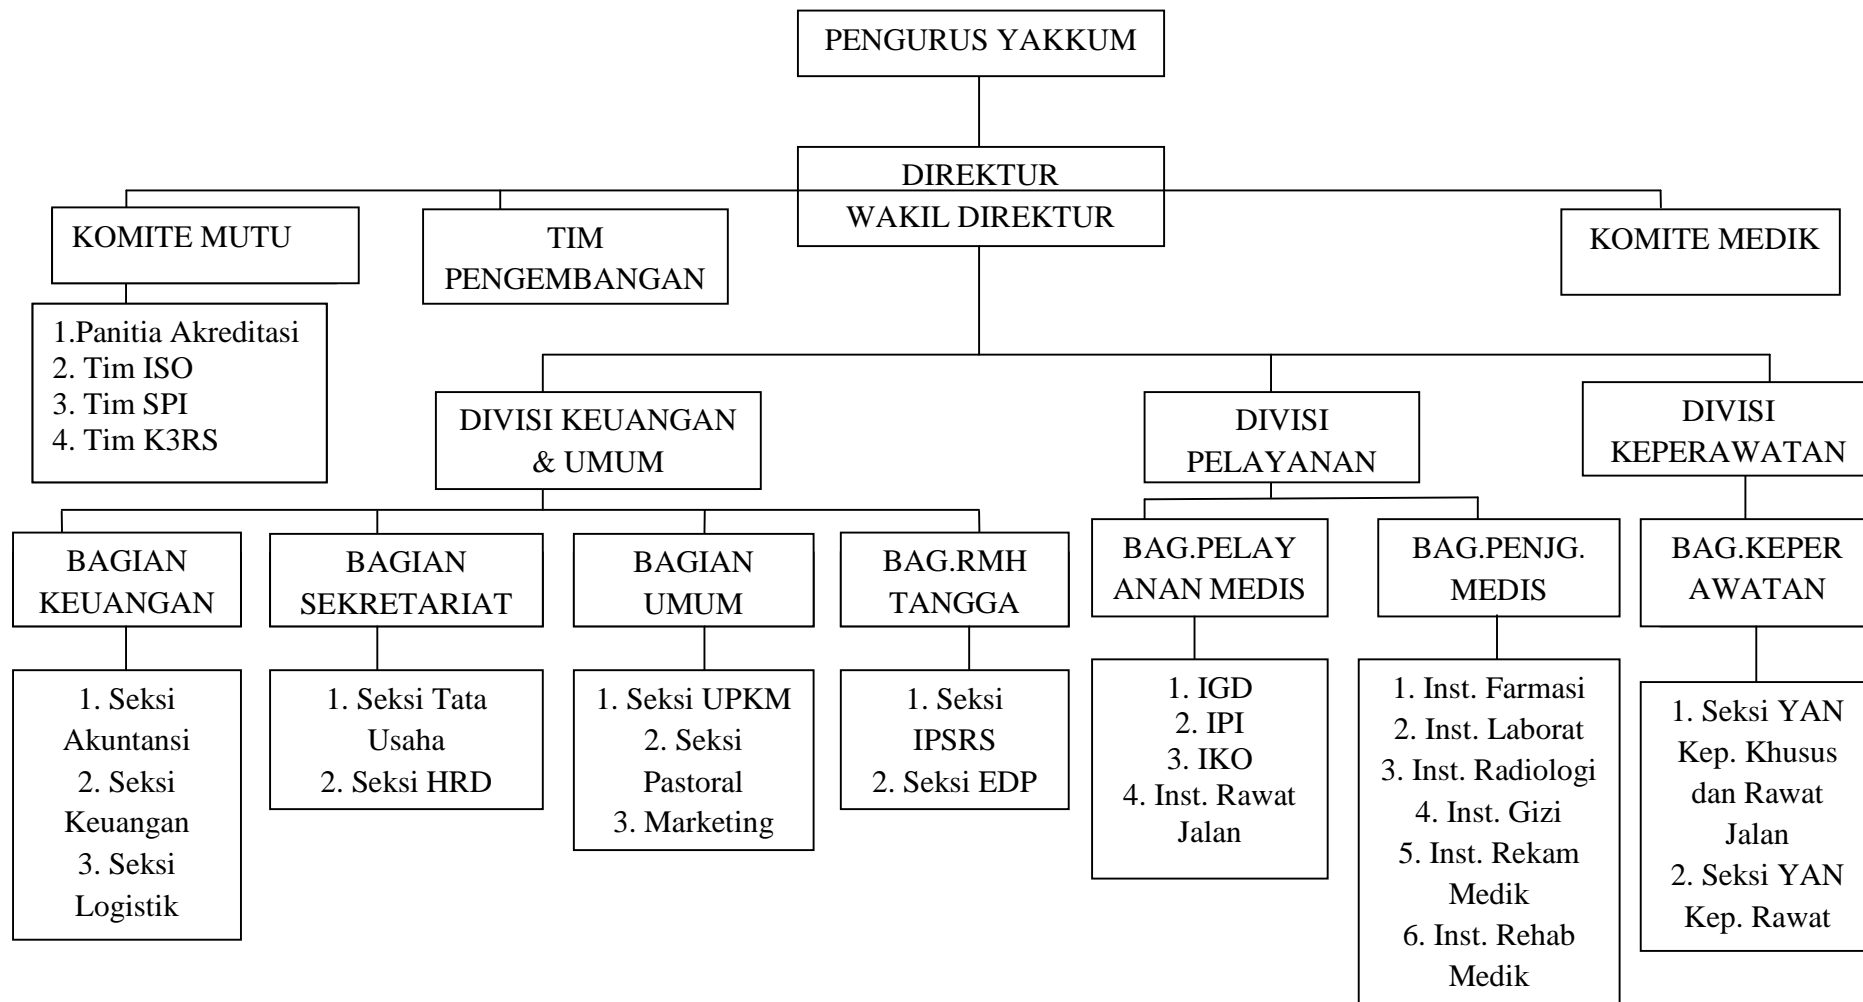 PENGURUS YAKKUM
DIREKTUR
WAKIL DIREKTUR
KOMITE MUTU
TIM
PENGEMBANGAN
KOMITE MEDIK
1.Panitia Akreditasi
2. Tim ISO
3. Tim SPI
4. Tim K3RS
DIVISI KEUANGAN
& UMUM
DIVISI
PELAYANAN
DIVISI
KEPERAWATAN
BAGIAN
KEUANGAN
BAGIAN
SEKRETARIAT
BAGIAN
UMUM
BAG.RMH
TANGGA
BAG.PELAY
ANAN MEDIS
BAG.PENJG.
MEDIS
BAG.KEPER
AWATAN
1. Seksi
Akuntansi
2. Seksi
Keuangan
3. Seksi
Logistik
1. Seksi Tata
Usaha
2. Seksi HRD
1. Seksi UPKM
2. Seksi
Pastoral
3. Marketing
1. Seksi
IPSRS
2. Seksi EDP
1. IGD
2. IPI
3. IKO
4. Inst. Rawat
Jalan
1. Inst. Farmasi
2. Inst. Laborat
3. Inst. Radiologi
4. Inst. Gizi
5. Inst. Rekam
Medik
6. Inst. Rehab
Medik
1. Seksi YAN
Kep. Khusus
dan Rawat
Jalan
2. Seksi YAN
Kep. Rawat